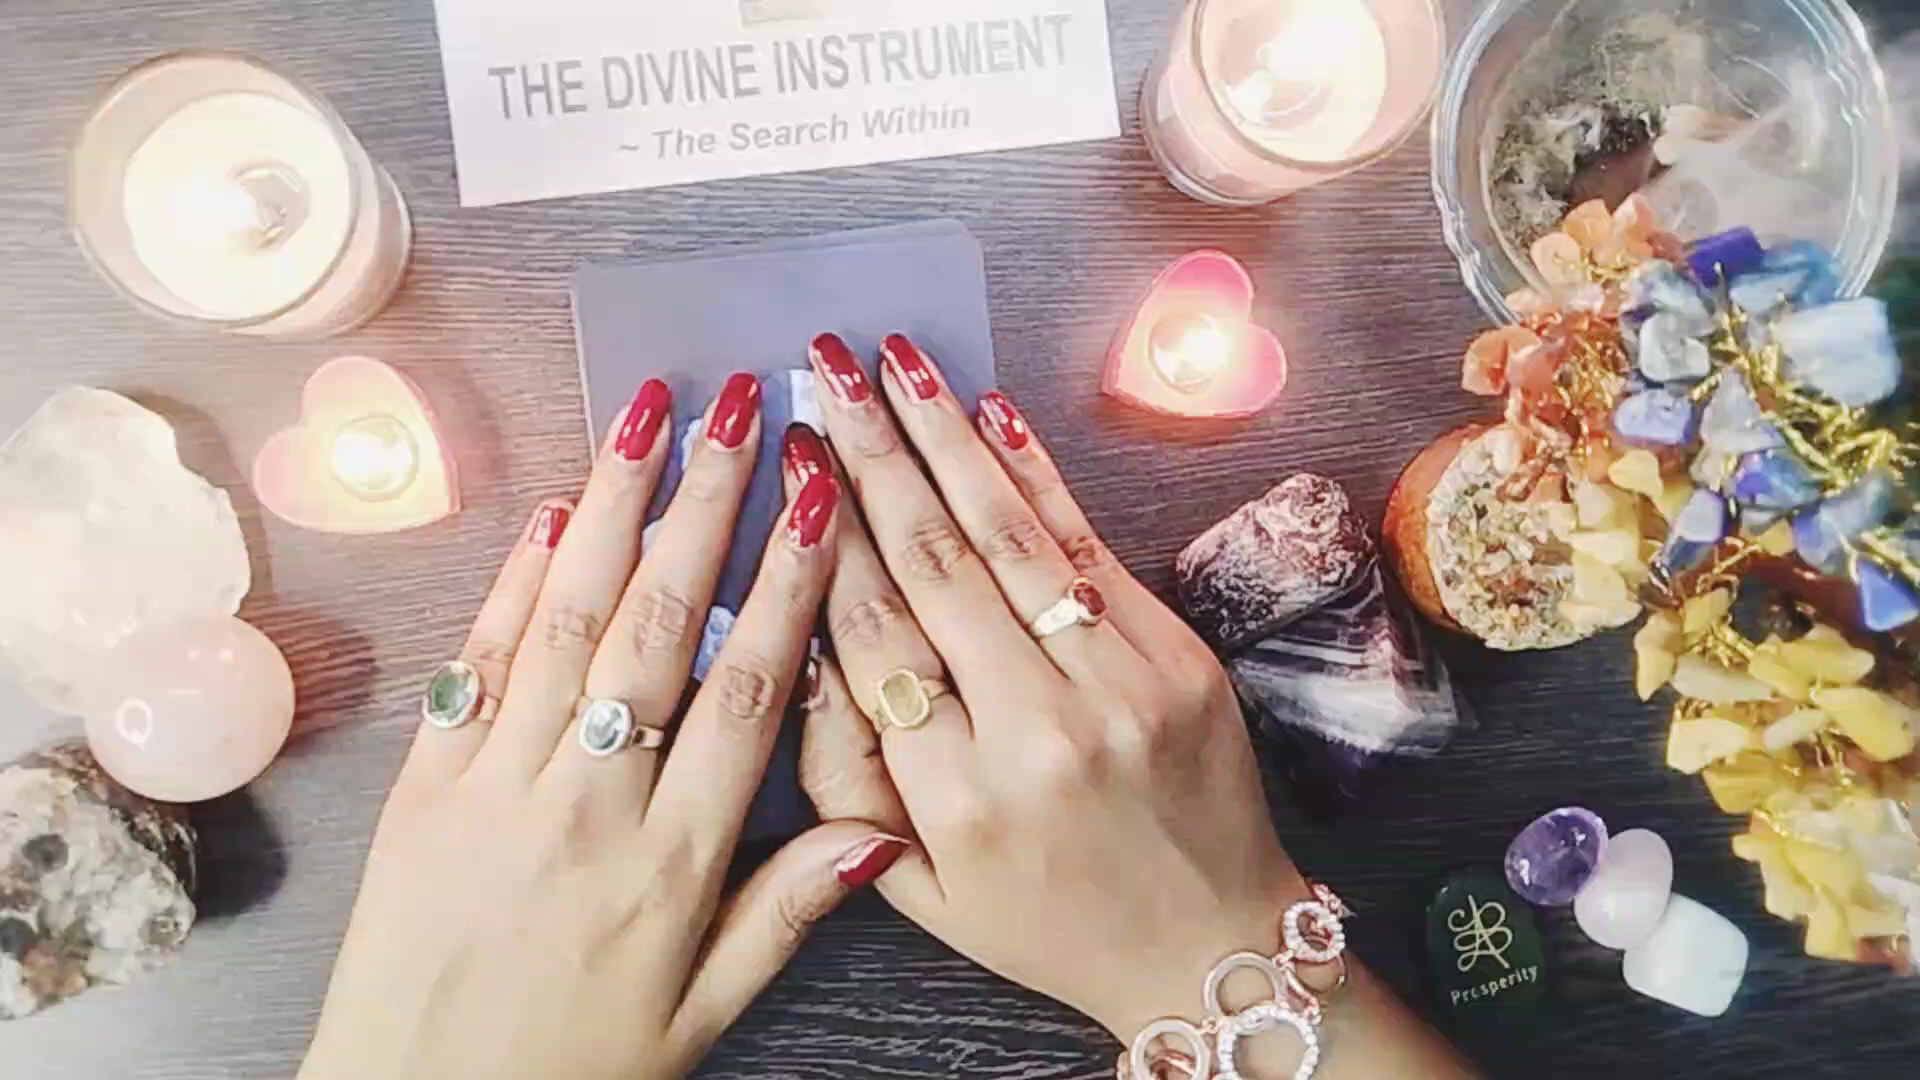 THE DIVINE INSTRUMENT
~ The Search Within
Prosperity